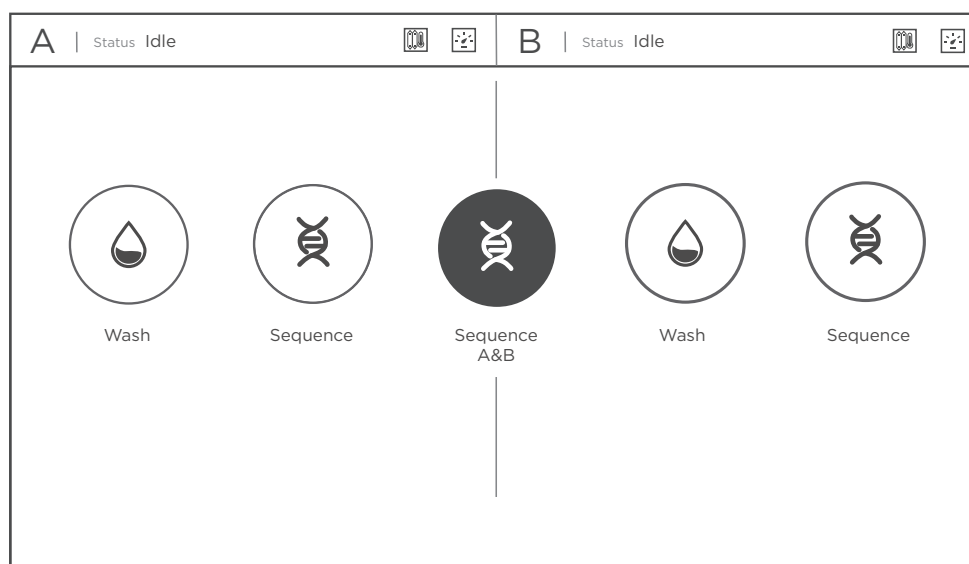 A | Status Idle
B | Status Idle
Wash
Sequence
Sequence
A&B
Wash
Sequence